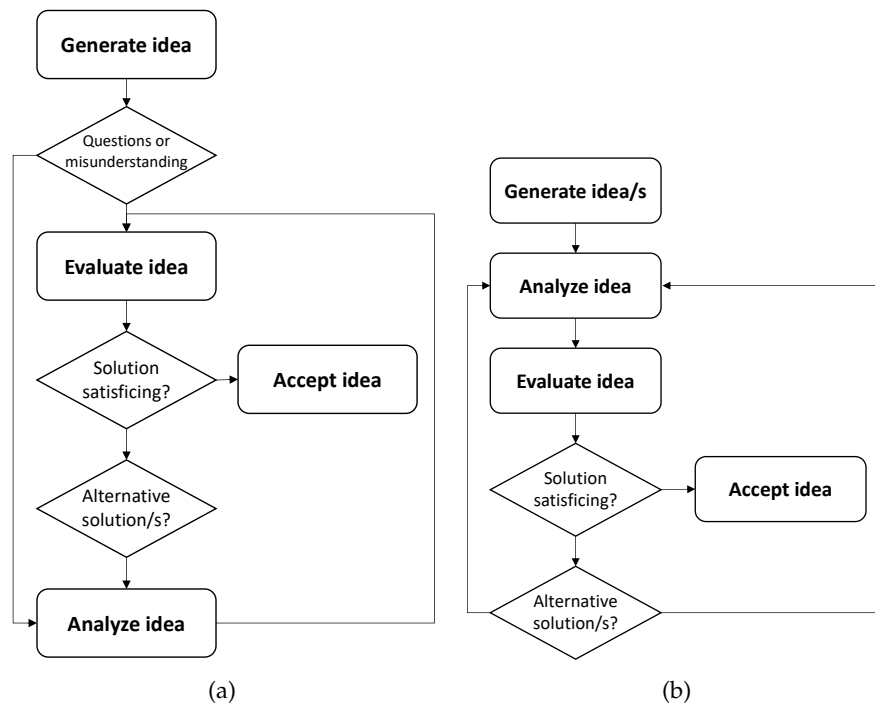 Generate idea
Questions or
misunderstanding
Evaluate idea
Solution
satisficing?
Accept idea
Alternative
solution/s?
Analyze idea
(a)
Generate idea/s
Analyze idea
Evaluate idea
Solution
satisficing?
Accept idea
Alternative
solution/s?
(b)